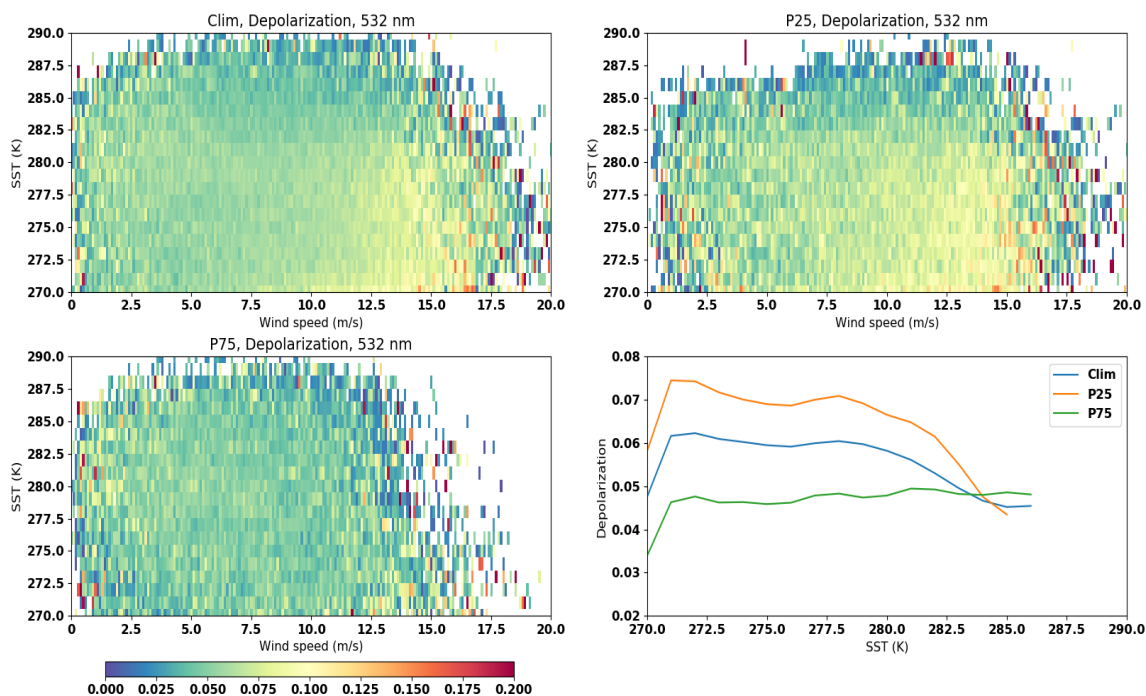 Clim, Depolarization, 532 nm
290.0
287.5
285.0
282.5
280.0
277.5
275.0
272.5
270.0
SST (K)
0 2.5 5.0 7.5 10.0 12.5 15.0 17.5 20.0
Wind speed (m/s)
P25, Depolarization, 532 nm
290.0
287.5
285.0
282.5
280.0
277.5
275.0
272.5
270.0
SST (K)
0 2.5 5.0 7.5 10.0 12.5 15.0 17.5 20.0
Wind speed (m/s)
P75, Depolarization, 532 nm
290.0
287.5
285.0
282.5
280.0
277.5
275.0
272.5
270.0
SST (K)
0 2.5 5.0 7.5 10.0 12.5 15.0 17.5 20.0
Wind speed (m/s)
0.000 0.025 0.050 0.075 0.100 0.125 0.150 0.175 0.200
0.08
0.07
0.06
0.05
0.04
0.03
0.02
Depolarization
Clim
P25
P75
270.0 272.5 275.0 277.5 280.0 282.5 285.0 287.5 290.0
SST (K)